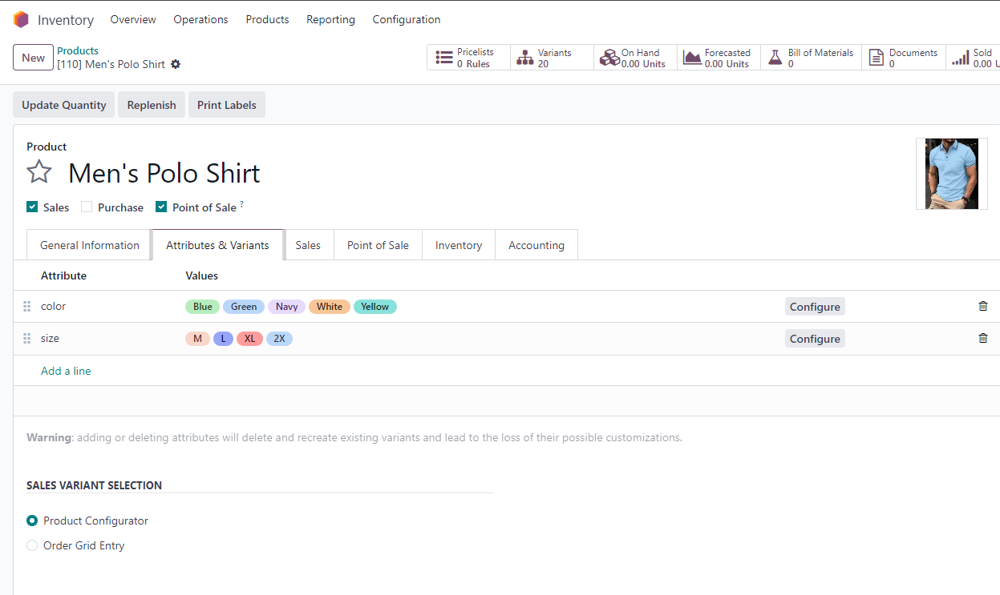 Inventory Overview Operations Products Reporting Configuration
New
Products
[110] Men's Polo Shirt
Pricelists
0 Rules
Variants
20
On Hand
0.00 Units
Forecasted
0.00 Units
Bill of Materials
0
Documents
0
Sold
0.00 U
Update Quantity Replenish Print Labels
Product
Men's Polo Shirt
Sales Purchase Point of Sale ?
General Information Attributes & Variants Sales Point of Sale Inventory Accounting
Attribute Values
color Blue Green Navy White Yellow Configure
size M L XL 2X Configure
Add a line
Warning: adding or deleting attributes will delete and recreate existing variants and lead to the loss of their possible customizations.
SALES VARIANT SELECTION
Product Configurator
Order Grid Entry